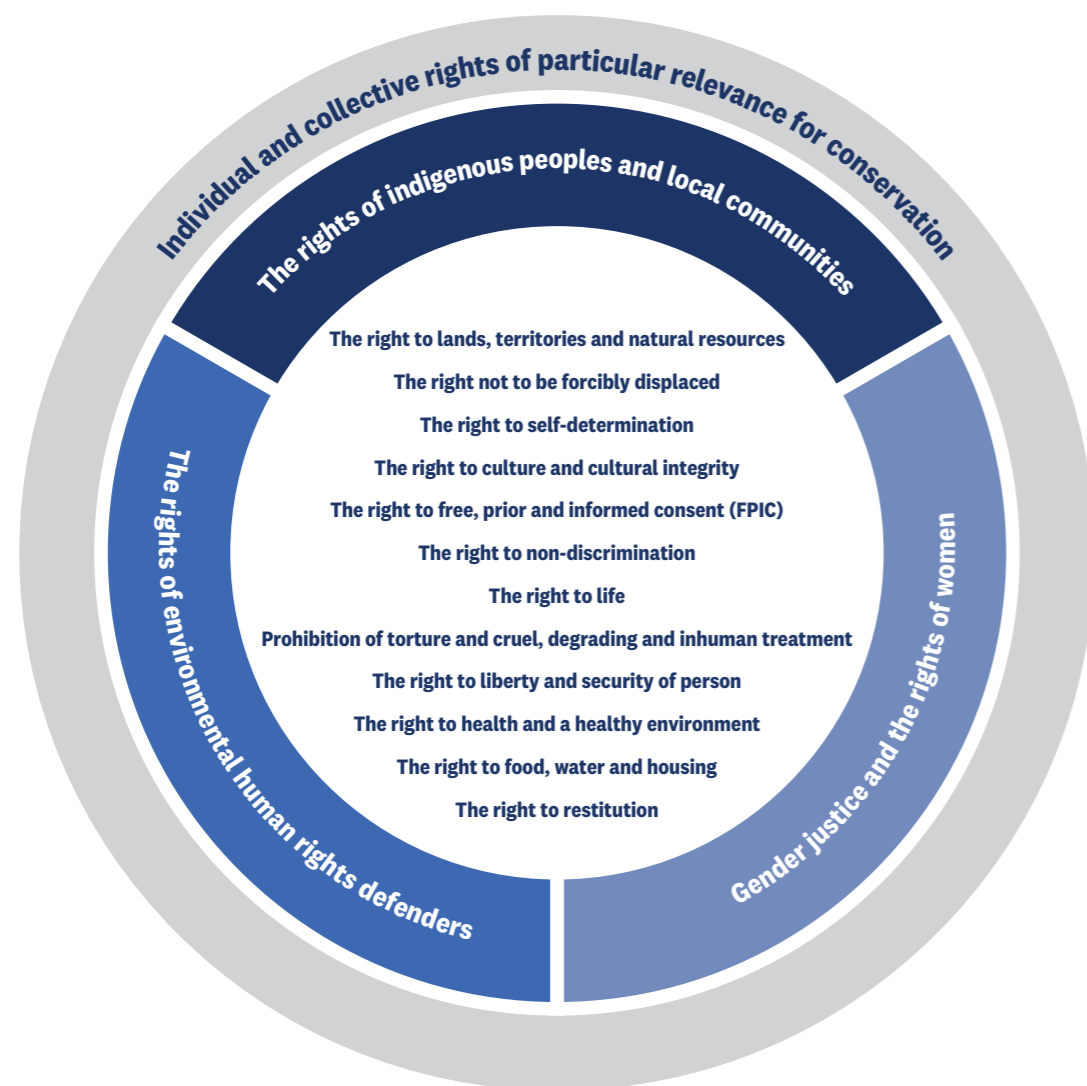 Individual and collective rights of particular relevance for conservation
The rights of indigenous peoples and local communities
The right to lands, territories and natural resources
The right not to be forcibly displaced
The right to self-determination
The right to culture and cultural integrity
The right to free, prior and informed consent (FPIC)
The right to non-discrimination
The right to life
Prohibition of torture and cruel, degrading and inhuman treatment
The right to liberty and security of person
The right to health and a healthy environment
The right to food, water and housing
The right to restitution
The rights of environmental human rights defenders
Gender justice and the rights of women